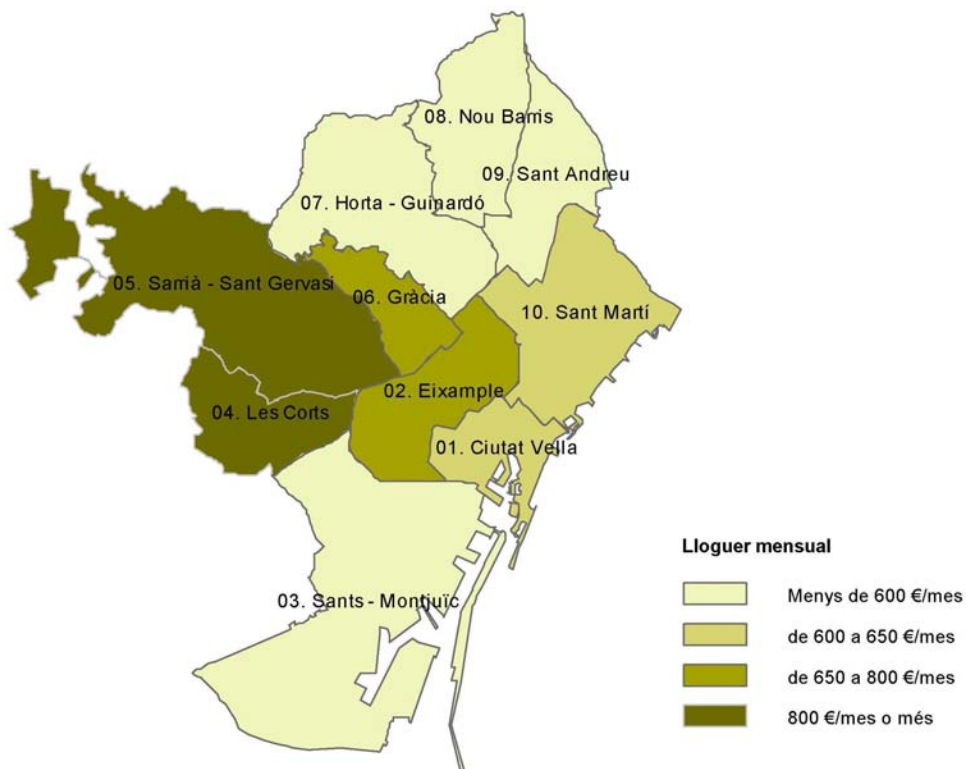 08. Nou Barris
09. Sant Andreu
07. Horta - Guinardó
05. Sarrià - Sant Gervasi
06. Gràcia
10. Sant Martí
02. Eixample
04. Les Corts
01. Ciutat Vella
03. Sants - Montjuïc
Lloguer mensual
Menys de 600 €/mes
de 600 a 650 €/mes
de 650 a 800 €/mes
800 €/mes o més